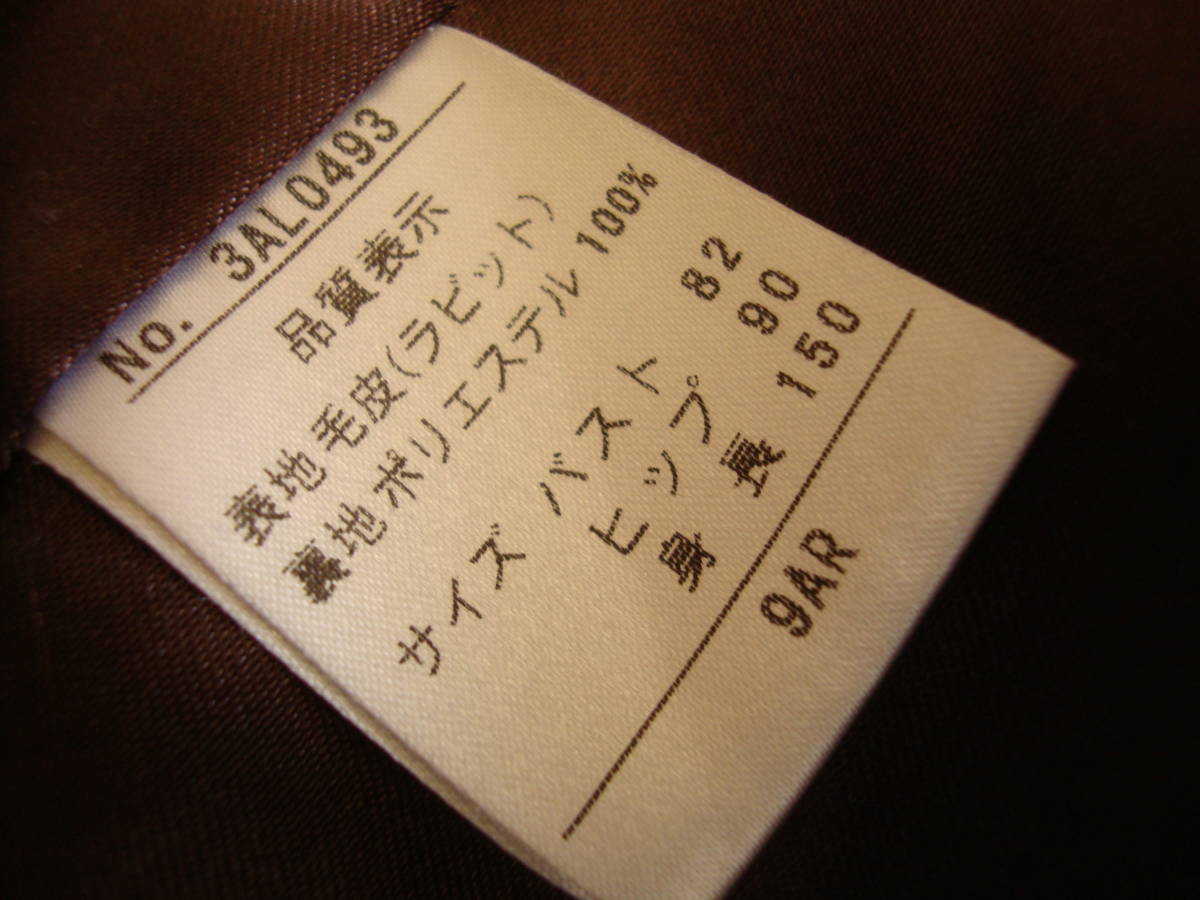 No. 3AL0493
品質表示
表地 毛皮(ラビット)
裏地 ポリエステル 100%
サイズ バスト 82
ヒップ 90
身長 150
9AR